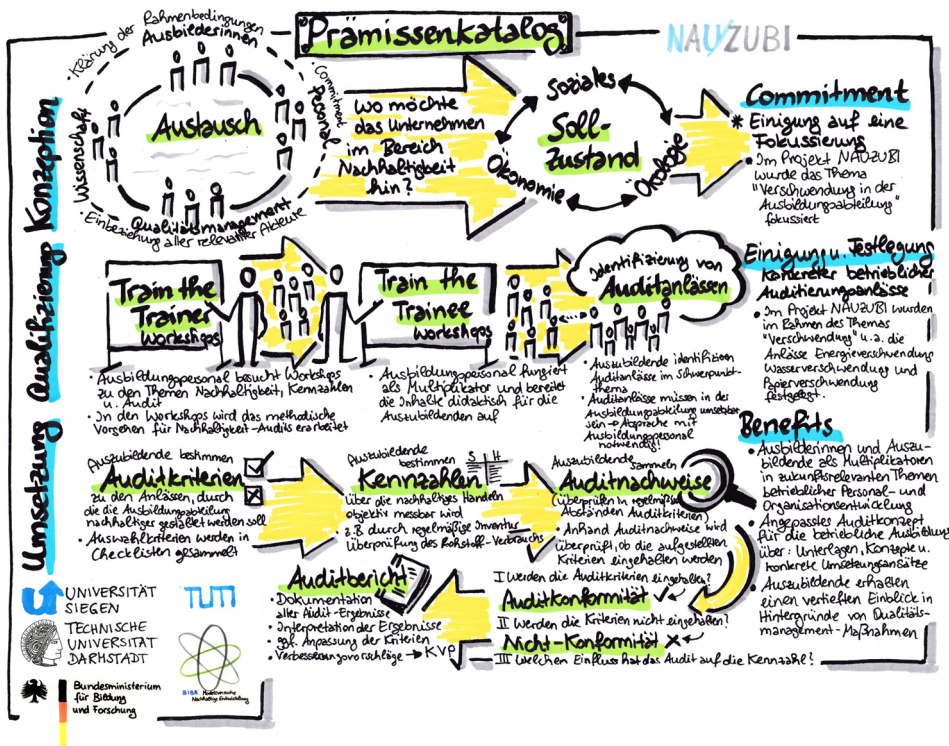 "Prämissenkatalog"
NAUZUBI
Konzeption
Qualifizierung
Umsetzung
• Klärung der Rahmenbedingungen
Ausbilderinnen
• Commitment
Personal
Wissenschaft
Austausch
Qualitätsmanagement
• Einbeziehung aller relevanter Akteure
Wo möchte
das Unternehmen
im Bereich
Nachhaltigkeit
hin?
Soziales
Soll-
Zustand
Ökonomie
Ökologie
Commitment
* Einigung auf eine
Fokussierung
• Im Projekt NAUZUBI
wurde das Thema
"Verschwendung in der
Ausbildungsabteilung"
fokussiert
Train the
Trainer
Workshops
• Ausbildungspersonal besucht Workshops
zu den Themen Nachhaltigkeit, Kennzahlen
u. Audit
• In den Workshops wird das methodische
Vorgehen für Nachhaltigkeit-Audits erarbeitet
Train the
Trainee
Workshops
• Ausbildungspersonal fungiert
als Multiplikator und bereitet
die Inhalte didaktisch für die
Auszubildenden auf
Identifizierung von
Auditanlässen
• Auszubildende identifizieren
Auditanlässe im Schwerpunkt-
thema
• Auditanlässe müssen in der
Ausbildungsabteilung umsetzbar
sein → Absprache mit
Ausbildungspersonal
notwendig!
Einigung u. Festlegung
konkreter betrieblicher
Auditierungsanlässe
• Im Projekt NAUZUBI wurden
im Rahmen des Themas
"Verschwendung" u. a. die
Anlässe Energieverschwendung
Wasserverschwendung und
Papierverschwendung
festgelegt.
Auszubildende bestimmen
Auditkriterien
zu den Anlässen, durch
die die Ausbildungsabteilung
nachhaltiger gestaltet werden soll
• Auswahlkriterien werden in
Checklisten gesammelt
Auszubildende
bestimmen
S H
Kennzahlen
über die nachhaltiges Handeln
objektiv messbar wird
• z.B durch regelmäßige Inventur
Überprüfung des Rohstoff-Verbrauchs
Auszubildende sammeln
Auditnachweise
(überprüfen in regelmäßigen
Abständen Auditkriterien)
• Anhand Auditnachweise wird
überprüft, ob die aufgestellten
Kriterien eingehalten werden
Benefits
• Ausbilderinnen und Auszu-
bildende als Multiplikatoren
in zukunftsrelevanten Themen
betrieblicher Personal- und
Organisationsentwicklung
• Angepasstes Auditkonzept
für die betriebliche Ausbildung
über: Unterlagen, Konzepte u.
konkrete Umsetzungsansätze
• Auszubildende erhalten
einen vertieften Einblick in
Hintergründe von Qualitäts-
management-Maßnahmen
I Werden die Auditkriterien eingehalten?
Auditkonformität
II Werden die Kriterien nicht eingehalten?
Nicht-Konformität
III Welchen Einfluss hat das Audit auf die Kennzahl?
Auditbericht
• Dokumentation
aller Audit-Ergebnisse
• Interpretation der Ergebnisse
• ggf. Anpassung der Kriterien
• Verbesserungsvorschläge → KVP
UNIVERSITÄT
SIEGEN
TUM
TECHNISCHE
UNIVERSITÄT
DARMSTADT
BIBB Modellversuche
Nachhaltige Entwicklung
Bundesministerium
für Bildung
und Forschung